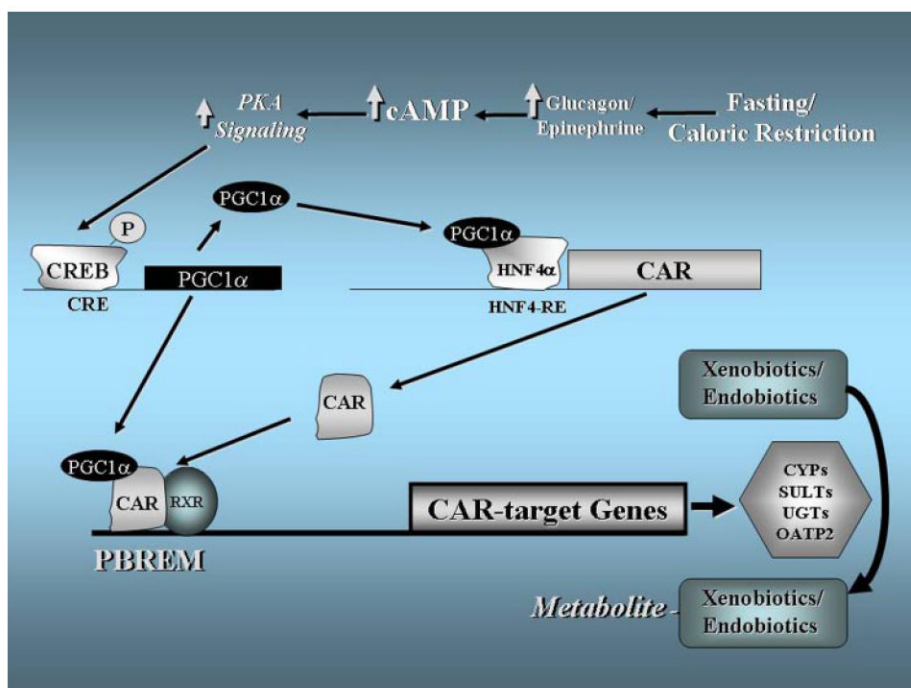 PKA
Signaling
cAMP
Glucagon/
Epinephrine
Fasting/
Caloric Restriction
PGC1α
P
CREB
CRE
PGC1α
PGC1α
HNF4α
HNF4-RE
CAR
CAR
Xenobiotics/
Endobiotics
PGC1α
CAR
RXR
PBREM
CAR-target Genes
CYPs
SULTs
UGTs
OATP2
Metabolite-
Xenobiotics/
Endobiotics